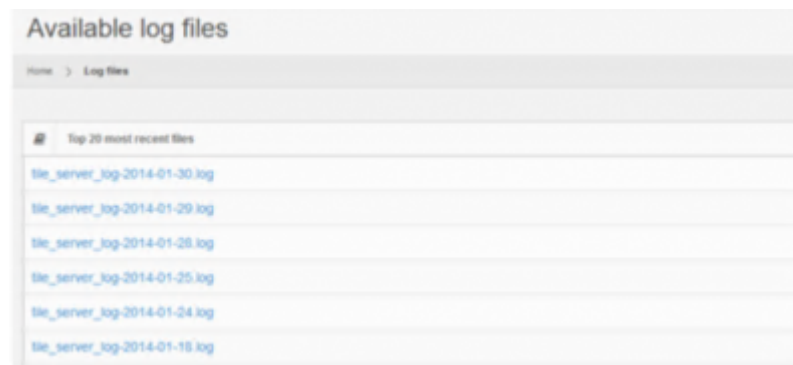 Available log files
Home > Log files
Top 20 most recent files
tile_server_log-2014-01-30.log
tile_server_log-2014-01-29.log
tile_server_log-2014-01-28.log
tile_server_log-2014-01-25.log
tile_server_log-2014-01-24.log
tile_server_log-2014-01-18.log